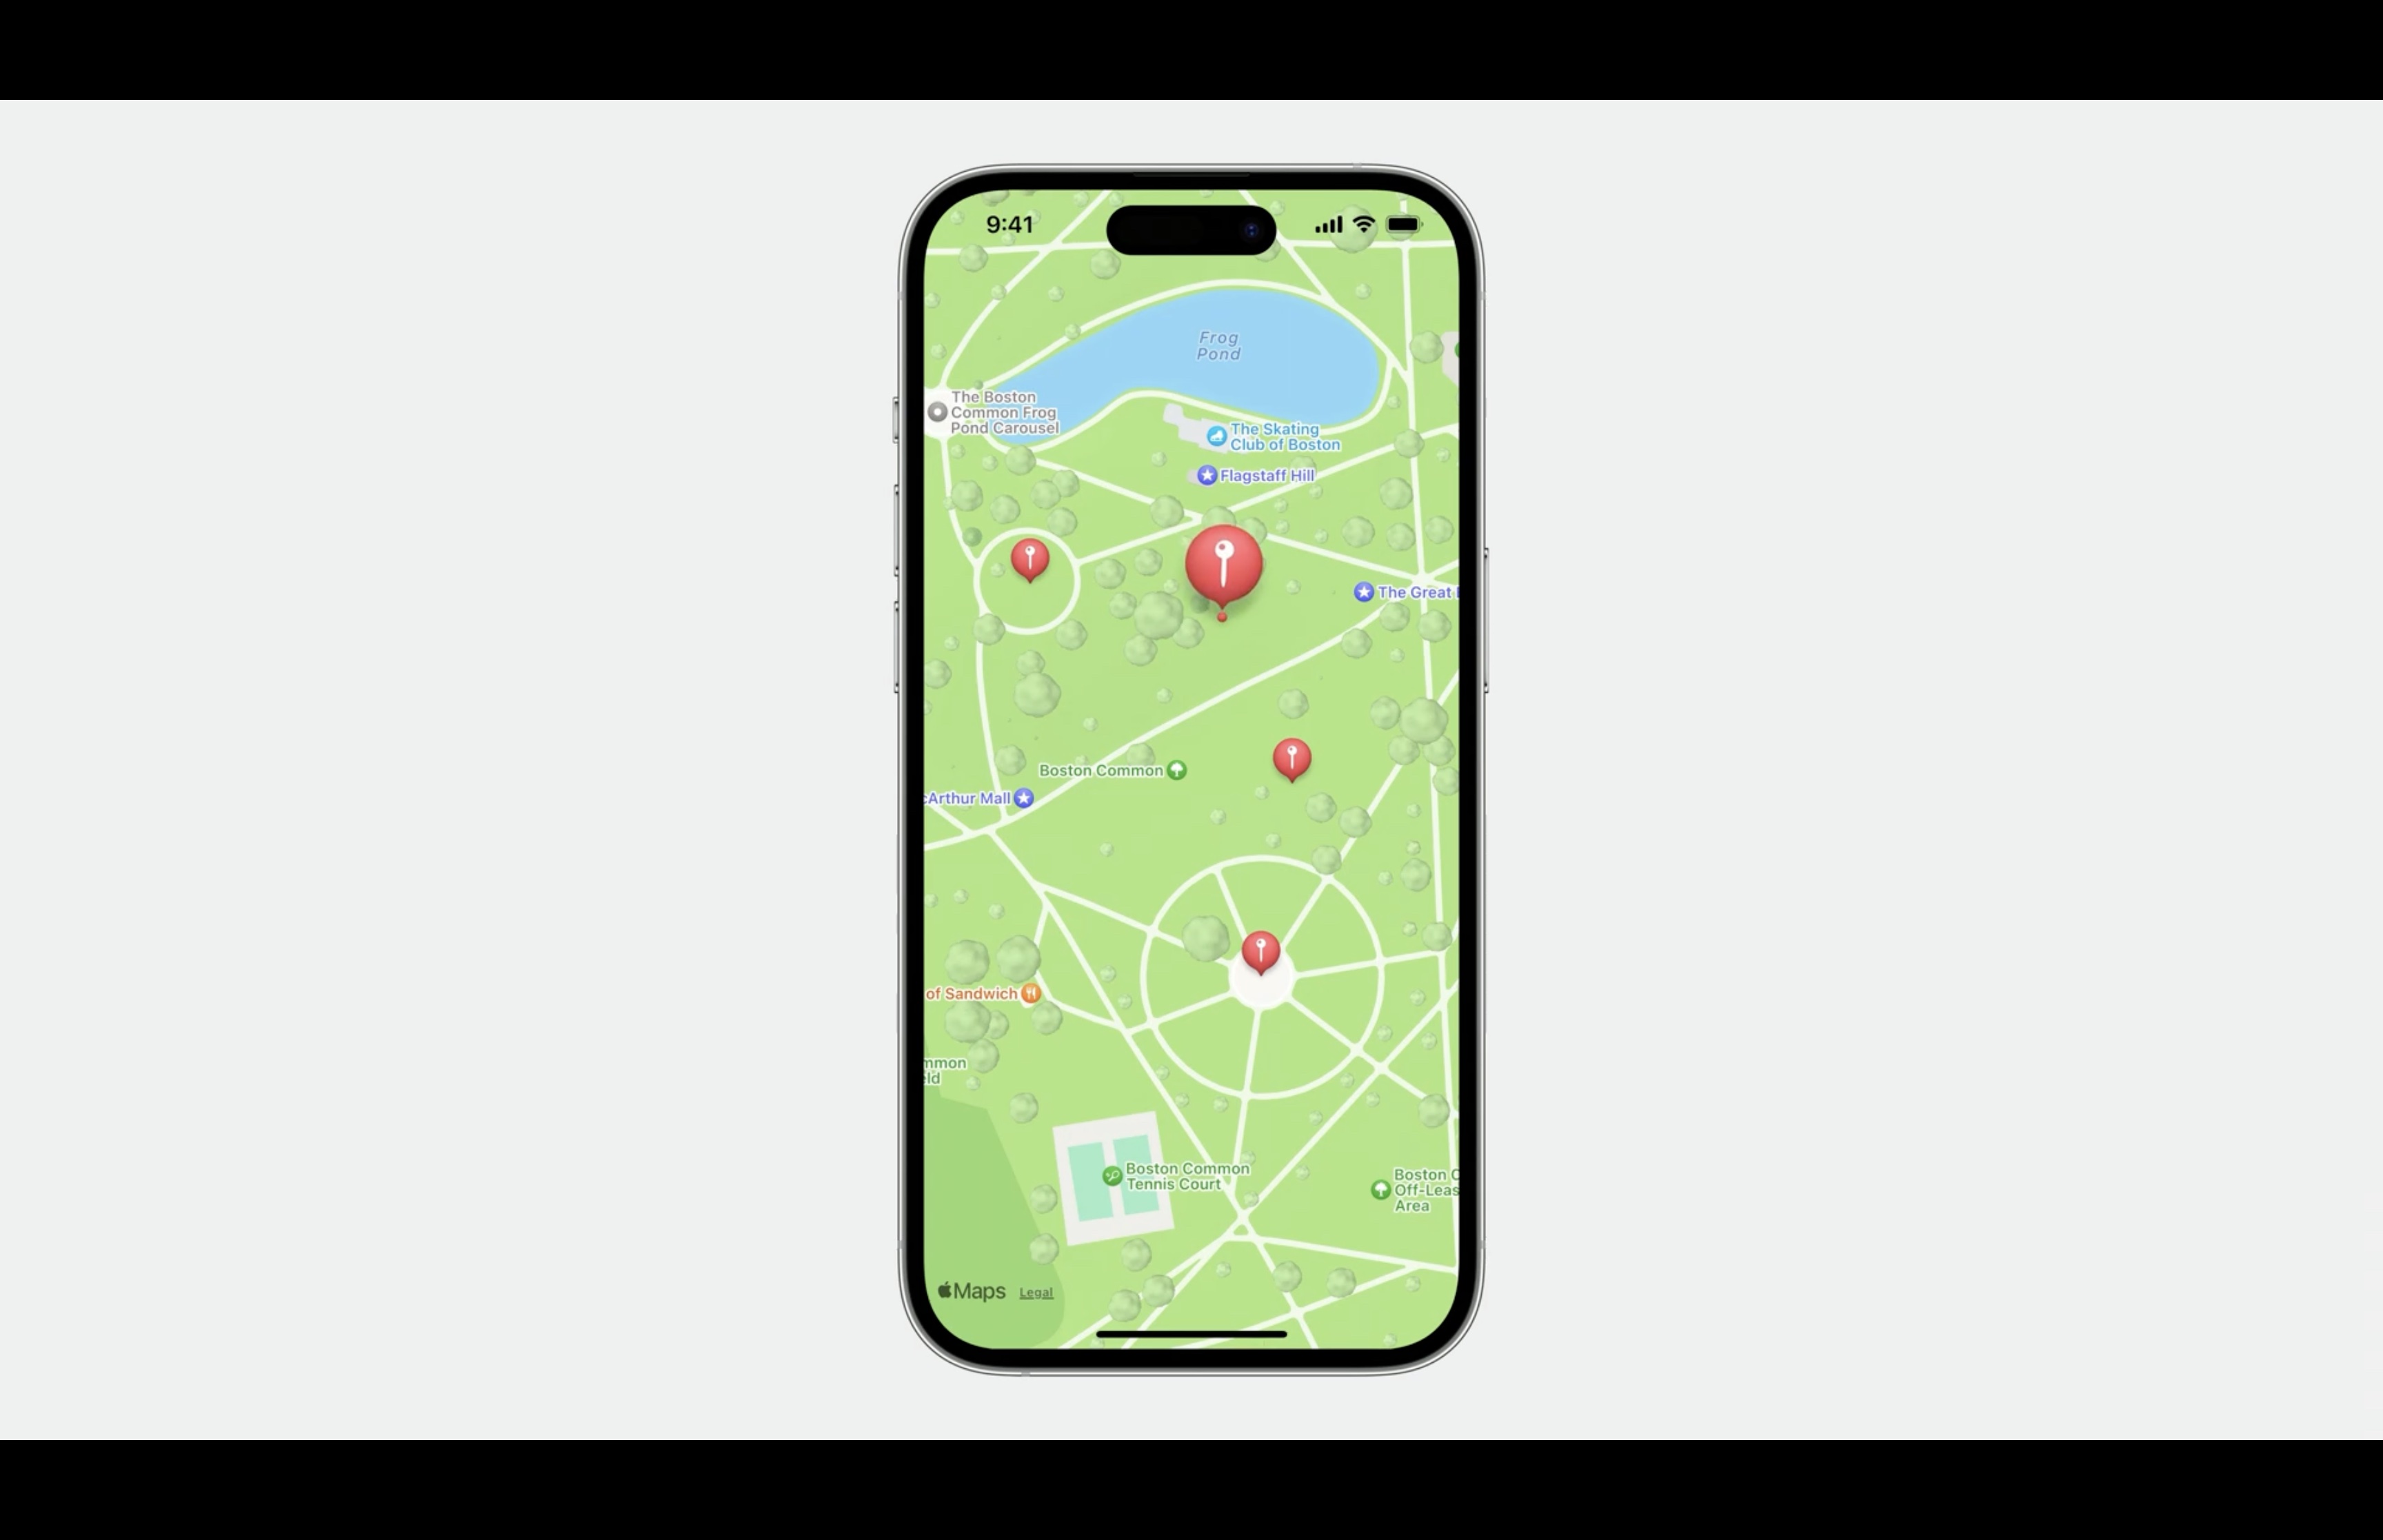 9:41
Frog
Pond
The Boston
Common Frog
Pond Carousel
The Skating
Club of Boston
Flagstaff Hill
The Great
Boston Common
cArthur Mall
of Sandwich
mmon
eld
Boston Common
Tennis Court
Boston C
Off-Leas
Area
Maps
Legal